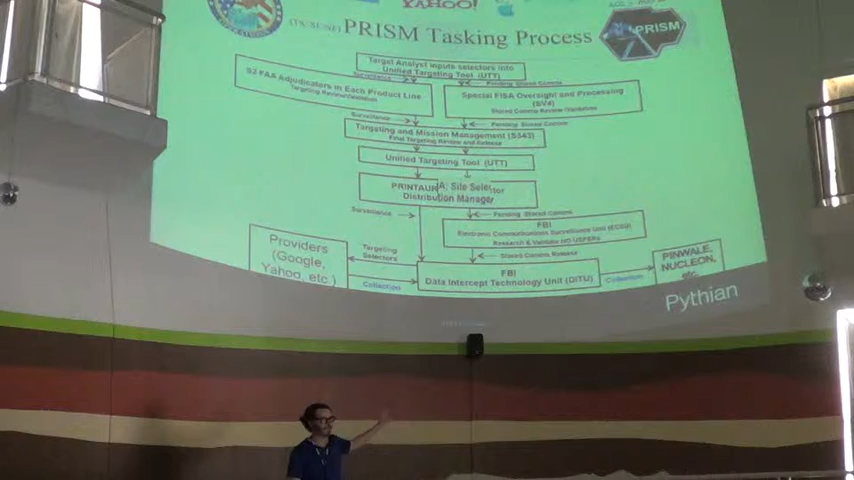 YAHOO!
(TS//SI//NF) PRISM Tasking Process
PRISM
Target Analyst inputs selectors into
Unified Targeting Tool (UTT)
Surveillance
Pending Stored Comms
S2 FAA Adjudicators in Each Product Line
Targeting Review/Validation
Special FISA Oversight and Processing
(SV4)
Stored Comms Review/Validation
Surveillance
Pending Stored Comms
Targeting and Mission Management (S343)
Final Targeting Review and Release
Unified Targeting Tool (UTT)
PRINTAURA, Site Selector
Distribution Manager
Surveillance
Pending Stored Comms
FBI
Electronic Communications Surveillance Unit (ECSU)
Research & Validate NO USPERs
Stored Comms Release
Providers
(Google,
Yahoo, etc.)
Targeting
Selectors
Collection
FBI
Data Intercept Technology Unit (DITU)
Collection
PINWALE,
NUCLEON,
etc.
Pythian